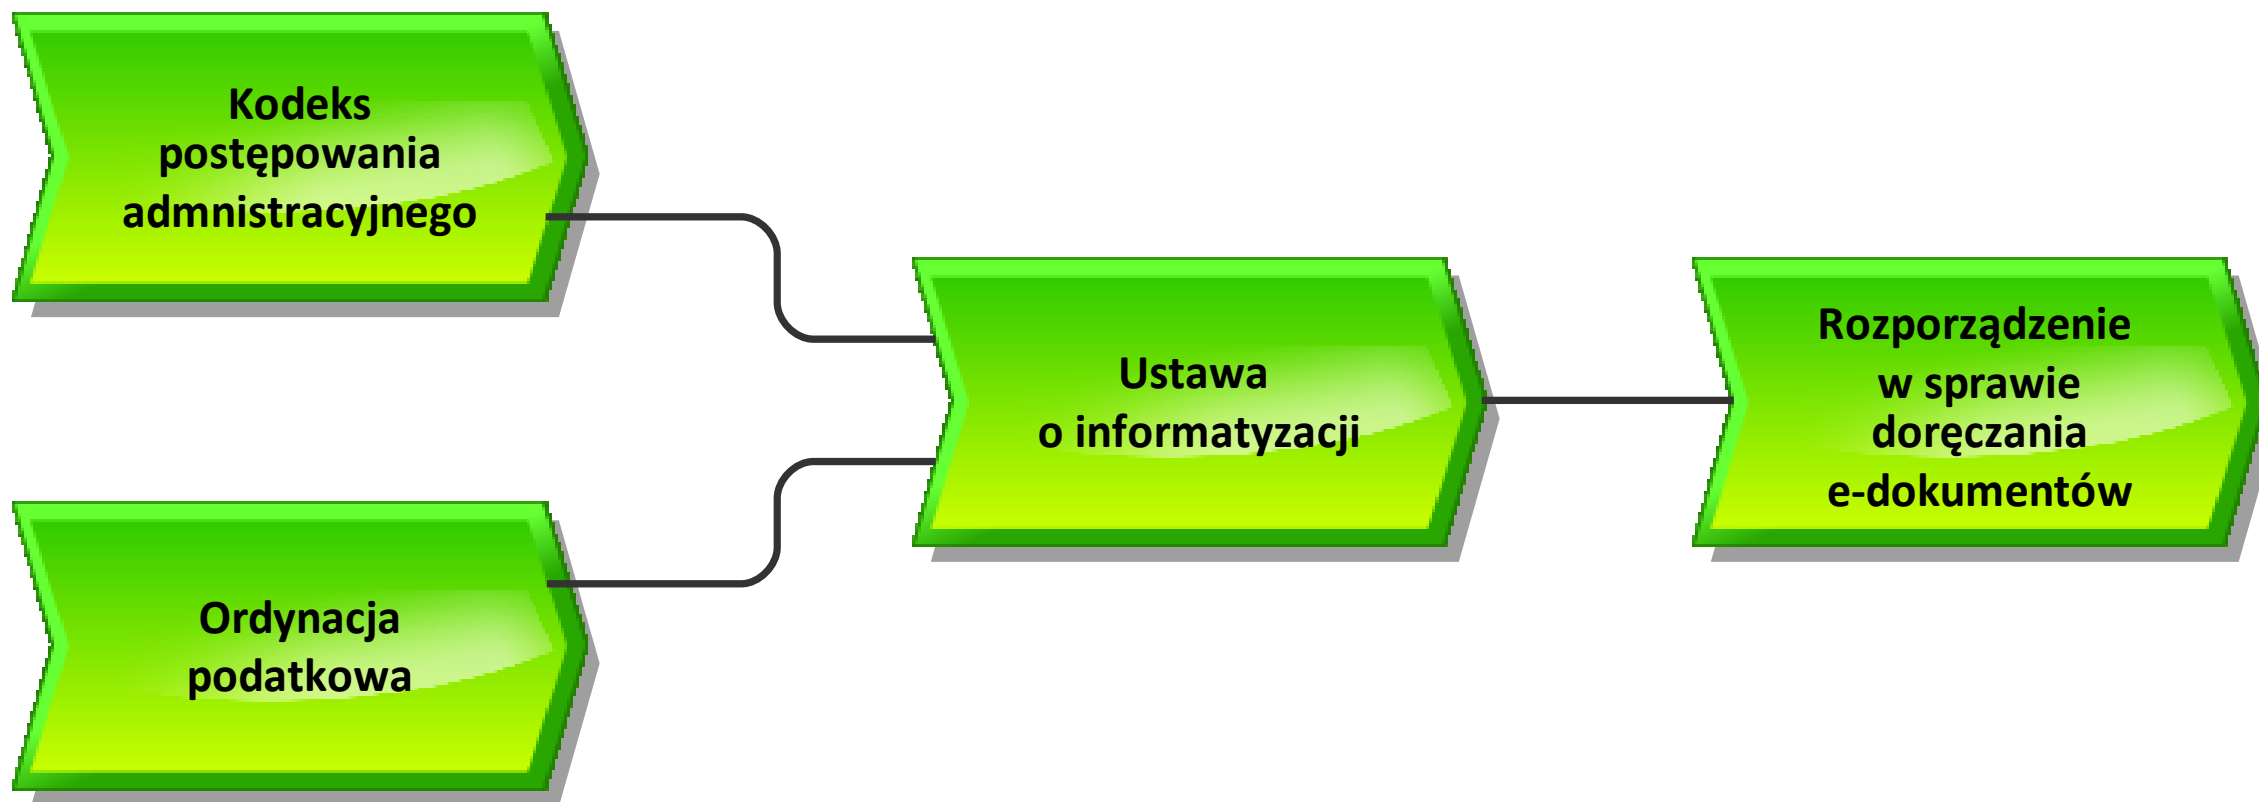 Kodeks
postępowania
admnistracyjnego
Ordynacja
podatkowa
Ustawa
o informatyzacji
Rozporządzenie
w sprawie
doręczania
e-dokumentów